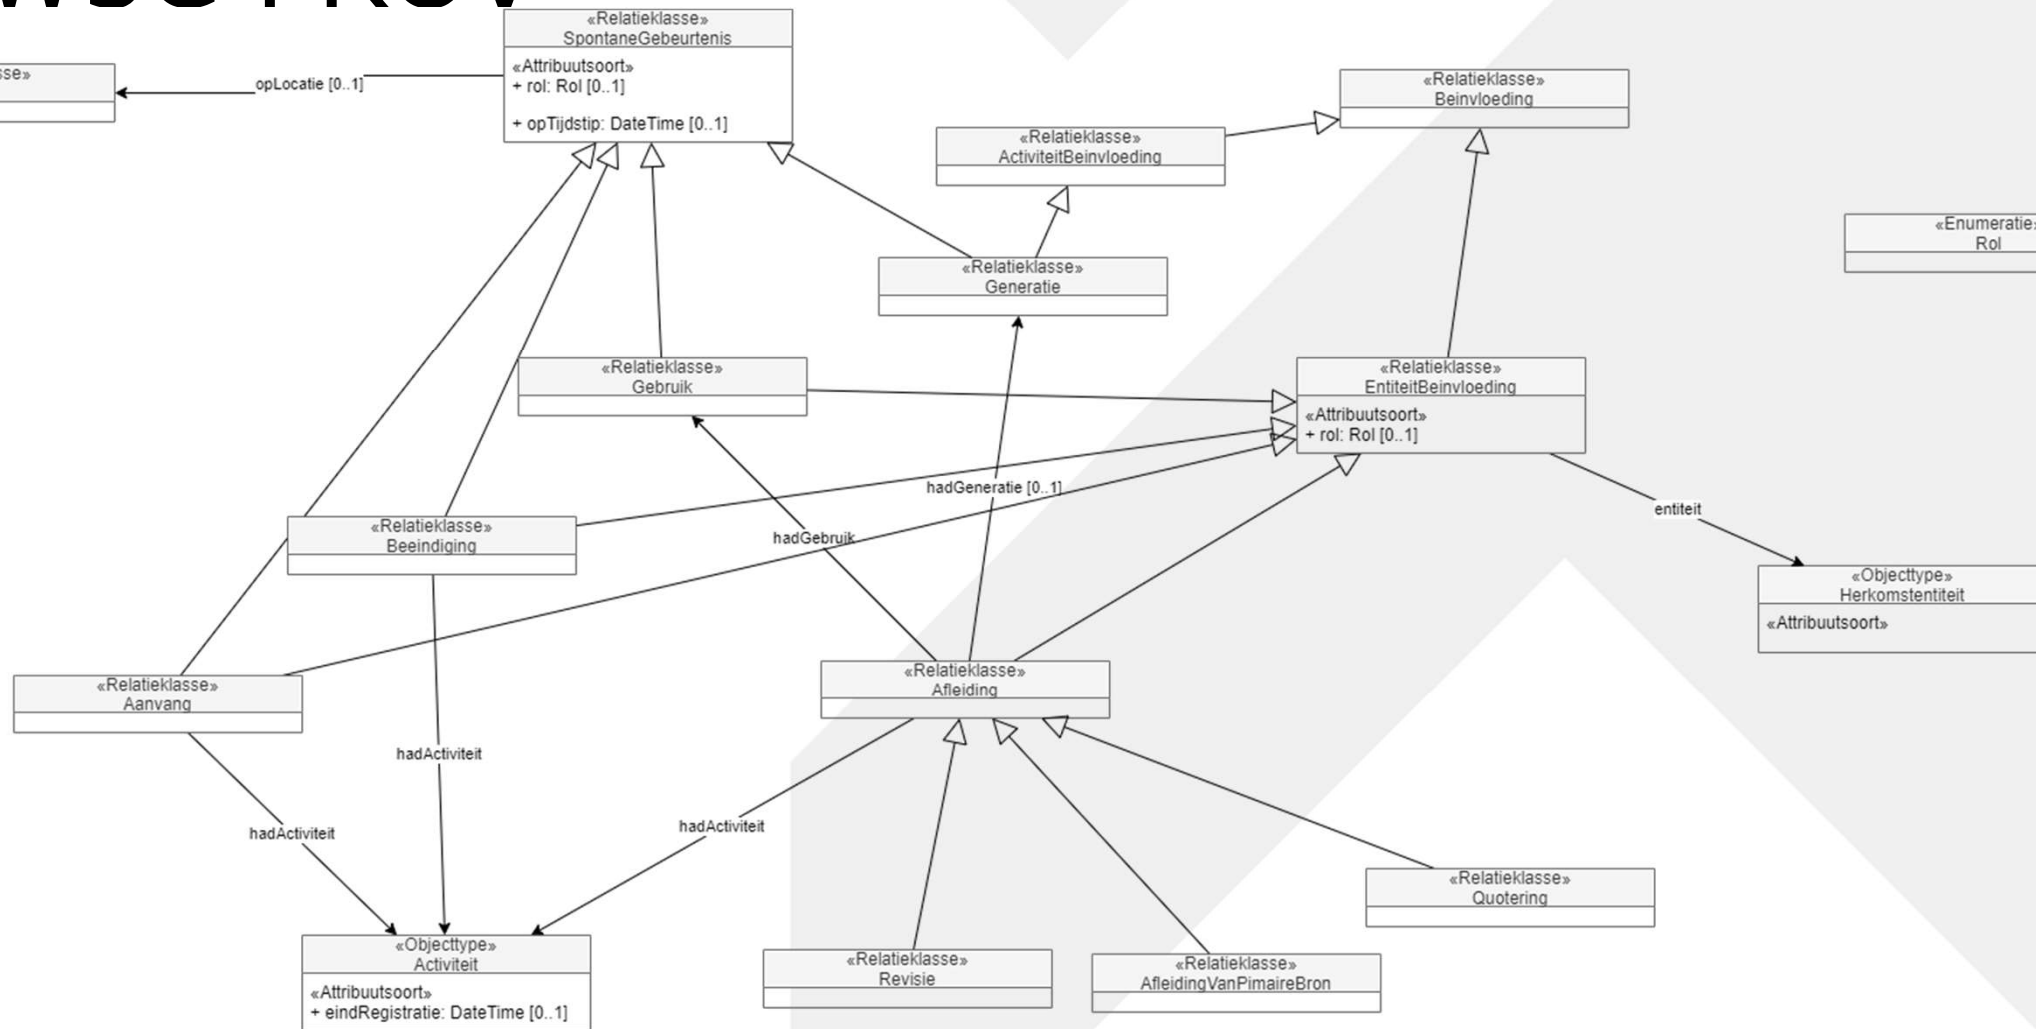 W3C PROV
«Relatieklasse»
SpontaneGebeurtenis
«Attribuutsoort»
+ rol: Rol [0..1]
+ opTijdstip: DateTime [0..1]
sse»
opLocatie [0..1]
«Relatieklasse»
Beinvloeding
«Relatieklasse»
ActiviteitBeinvloeding
«Enumeratie»
Rol
«Relatieklasse»
Generatie
«Relatieklasse»
Gebruik
«Relatieklasse»
EntiteitBeinvloeding
«Attribuutsoort»
+ rol: Rol [0..1]
hadGeneratie [0..1]
entiteit
«Relatieklasse»
Beeindiging
hadGebruik
«Objecttype»
Herkomstentiteit
«Attribuutsoort»
«Relatieklasse»
Aanvang
«Relatieklasse»
Afleiding
hadActiviteit
hadActiviteit
hadActiviteit
«Relatieklasse»
Quotering
«Objecttype»
Activiteit
«Attribuutsoort»
+ eindRegistratie: DateTime [0..1]
«Relatieklasse»
Revisie
«Relatieklasse»
AfleidingVanPimaireBron